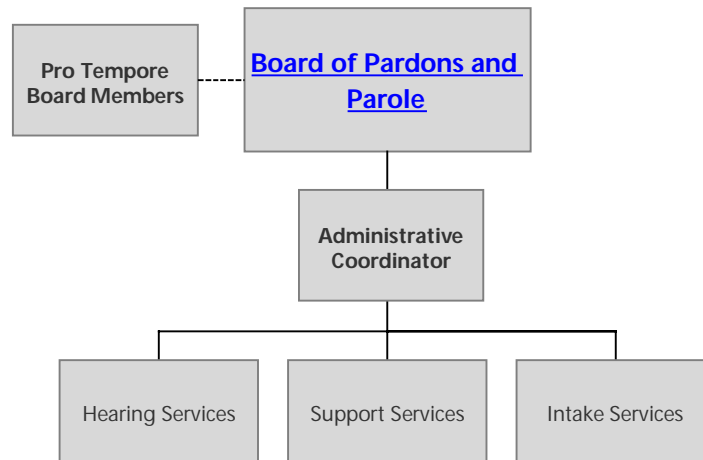 Pro Tempore
Board Members
Board of Pardons and
Parole
Administrative
Coordinator
Hearing Services
Support Services
Intake Services